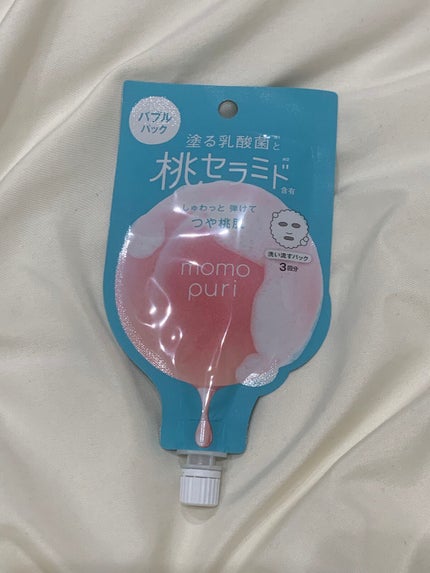 バブル
パック
塗る乳酸菌と
桃セラミド
含有
しゅわっと 弾けて
つや桃肌
洗い流すパック
3回分
momo
puri